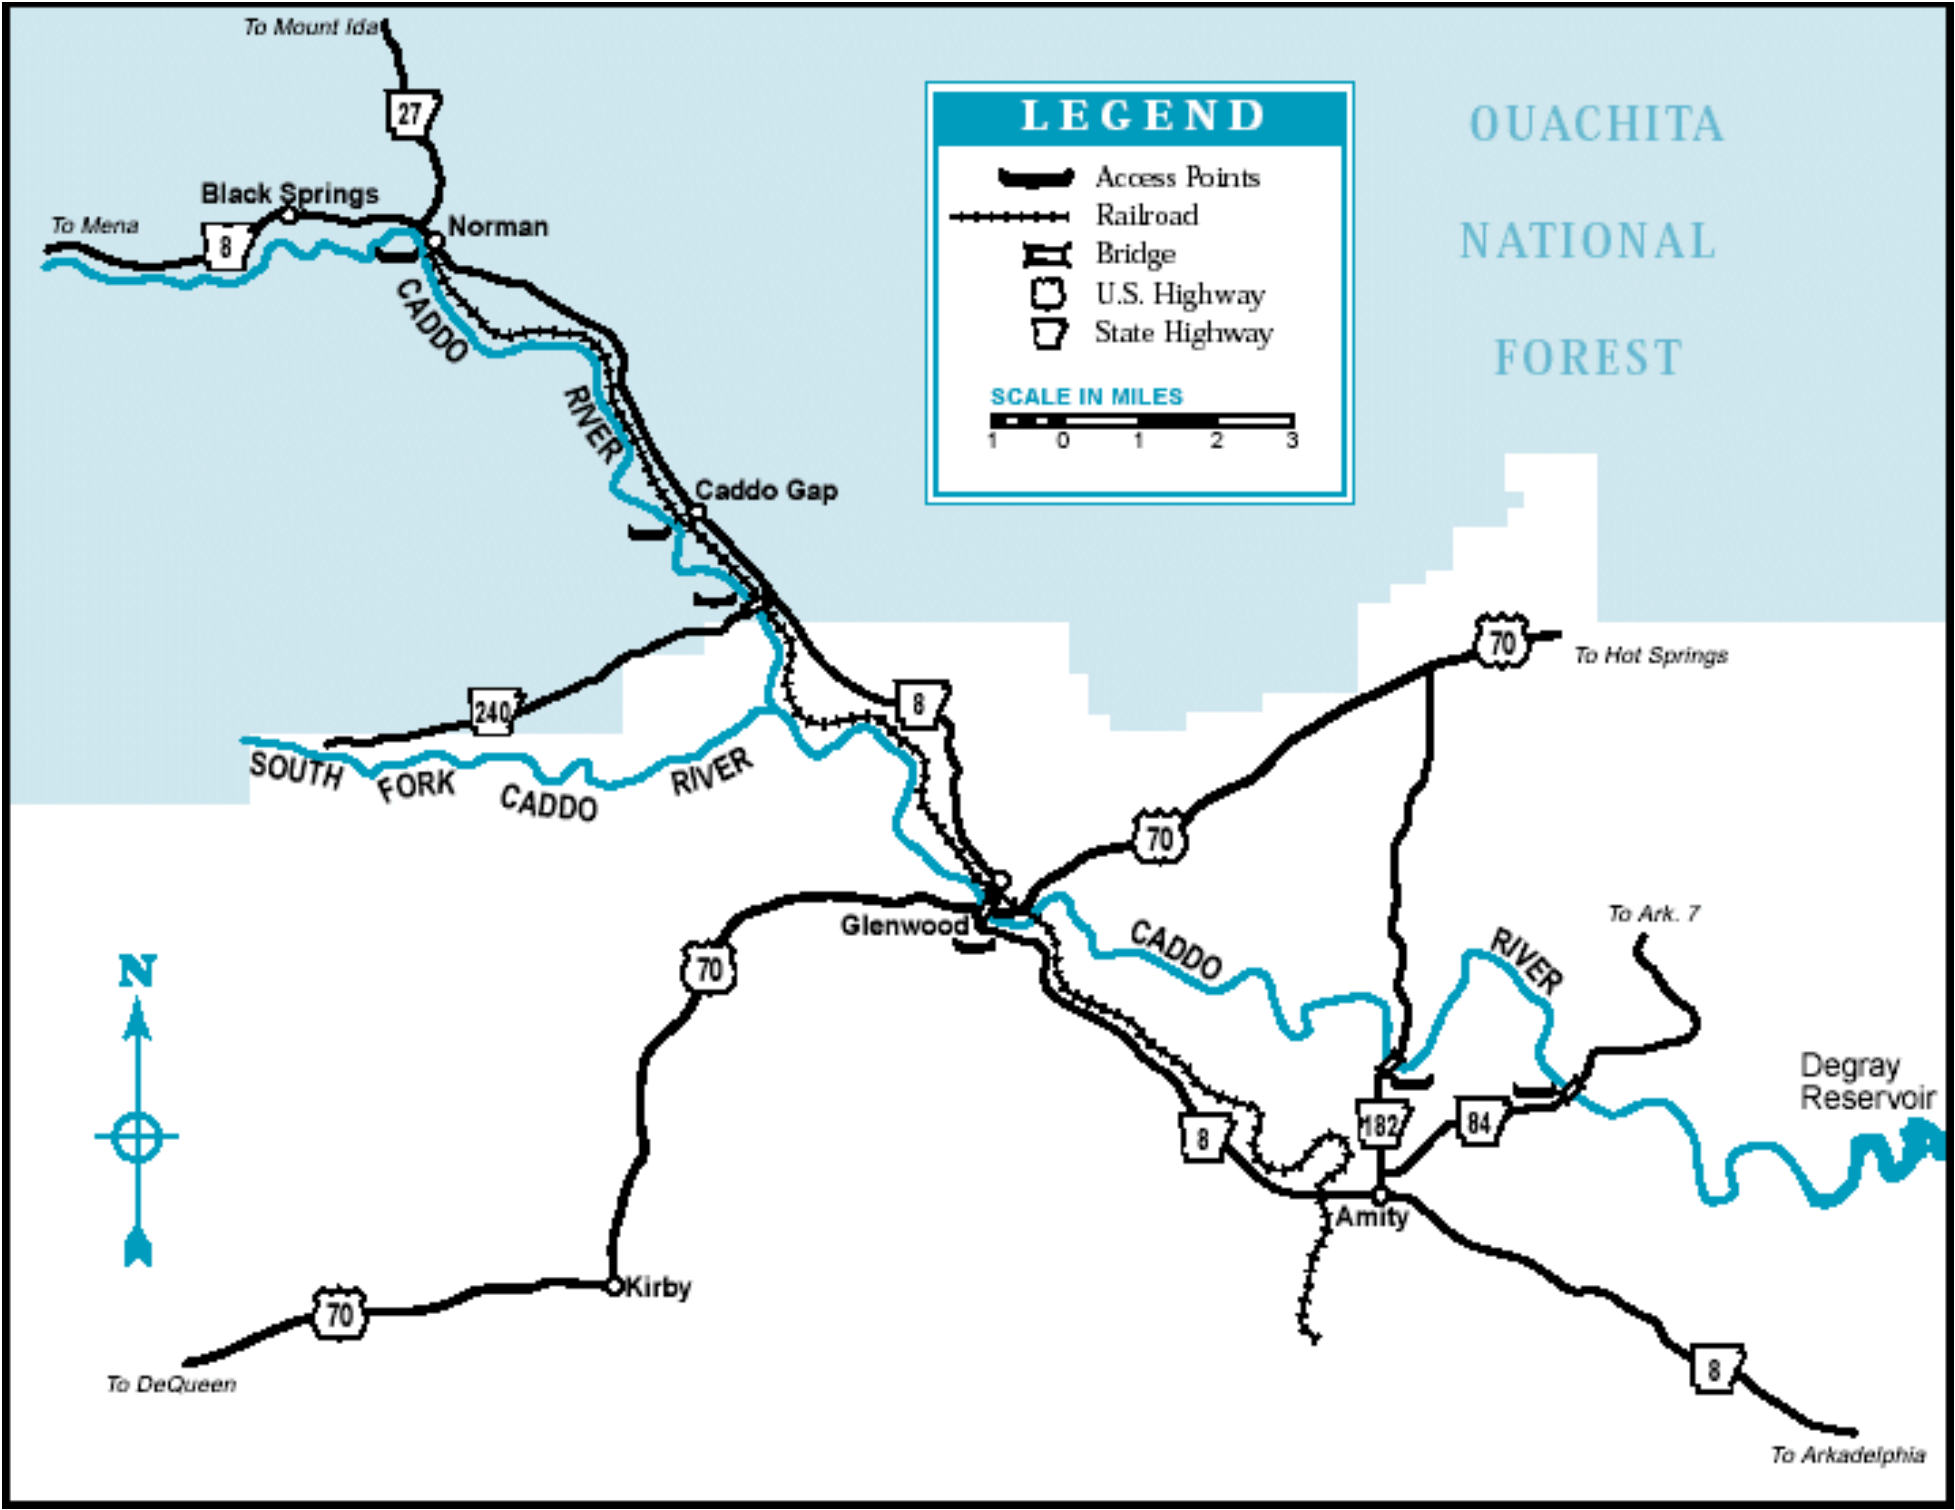 To Mount Ida
27
LEGEND
Access Points
Railroad
Bridge
U.S. Highway
State Highway
SCALE IN MILES
1 0 1 2 3
OUACHITA
NATIONAL
FOREST
Black Springs
To Mena
8
Norman
CADDO
RIVER
Caddo Gap
70
To Hot Springs
240
8
SOUTH FORK CADDO RIVER
70
Glenwood
CADDO
RIVER
To Ark. 7
N
70
Degray
Reservoir
182
84
8
Amity
Kirby
70
To DeQueen
8
To Arkadelphia